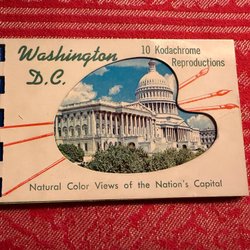 Washington
D.C.
10 Kodachrome
Reproductions
Natural Color Views of the Nation's Capital